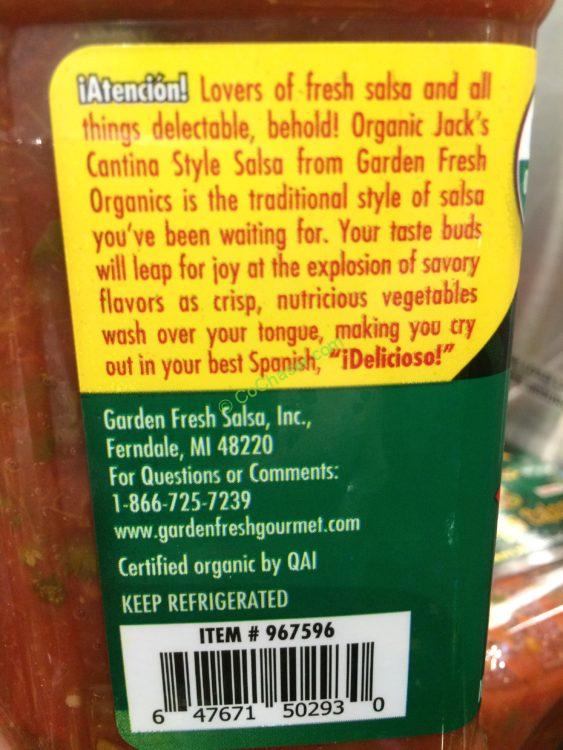 ¡Atención! Lovers of fresh salsa and all
things delectable, behold! Organic Jack's
Cantina Style Salsa from Garden Fresh
Organics is the traditional style of salsa
you've been waiting for. Your taste buds
will leap for joy at the explosion of savory
flavors as crisp, nutricious vegetables
wash over your tongue, making you cry
out in your best Spanish, "¡Delicioso!"
© CoChaser.com
Garden Fresh Salsa, Inc.,
Ferndale, MI 48220
For Questions or Comments:
1-866-725-7239
www.gardenfreshgourmet.com
Certified organic by QAI
KEEP REFRIGERATED
ITEM # 967596
6 47671 50293 0